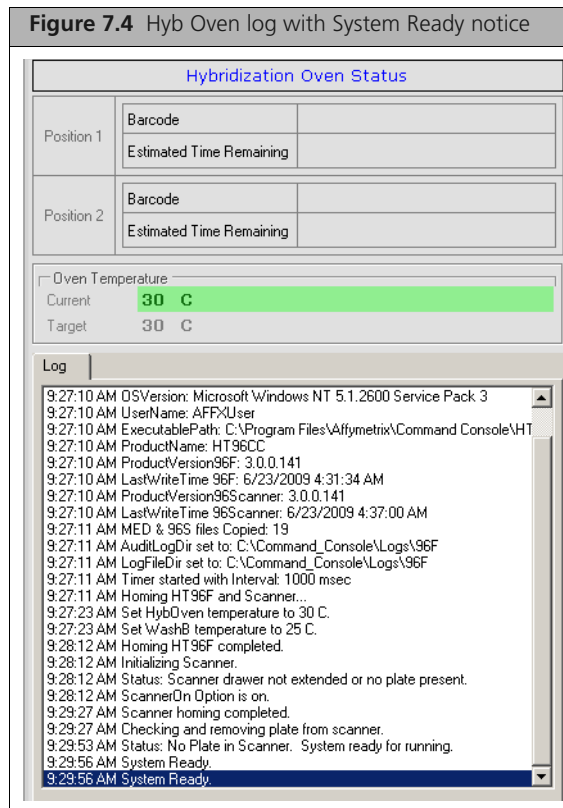 Figure 7.4 Hyb Oven log with System Ready notice
Hybridization Oven Status
Position 1
Barcode
Estimated Time Remaining
Position 2
Barcode
Estimated Time Remaining
Oven Temperature
Current 30 C
Target 30 C
Log
9:27:10 AM OSVersion: Microsoft Windows NT 5.1.2600 Service Pack 3
9:27:10 AM UserName: AFFXUser
9:27:10 AM ExecutablePath: C:\Program Files\Affymetrix\Command Console\HT
9:27:10 AM ProductName: HT96CC
9:27:10 AM ProductVersion96F: 3.0.0.141
9:27:10 AM LastWriteTime 96F: 6/23/2009 4:31:34 AM
9:27:10 AM ProductVersion96Scanner: 3.0.0.141
9:27:10 AM LastWriteTime 96Scanner: 6/23/2009 4:37:00 AM
9:27:11 AM MED & 96S files Copied: 19
9:27:11 AM AuditLogDir set to: C:\Command_Console\Logs\96F
9:27:11 AM LogFileDir set to: C:\Command_Console\Logs\96F
9:27:11 AM Timer started with Interval: 1000 msec
9:27:11 AM Homing HT96F and Scanner...
9:27:23 AM Set HybOven temperature to 30 C.
9:27:23 AM Set WashB temperature to 25 C.
9:28:12 AM Homing HT96F completed.
9:28:12 AM Initializing Scanner.
9:28:12 AM Status: Scanner drawer not extended or no plate present.
9:28:12 AM ScannerOn Option is on.
9:29:27 AM Scanner homing completed.
9:29:27 AM Checking and removing plate from scanner.
9:29:53 AM Status: No Plate in Scanner. System ready for running.
9:29:56 AM System Ready.
9:29:56 AM System Ready.